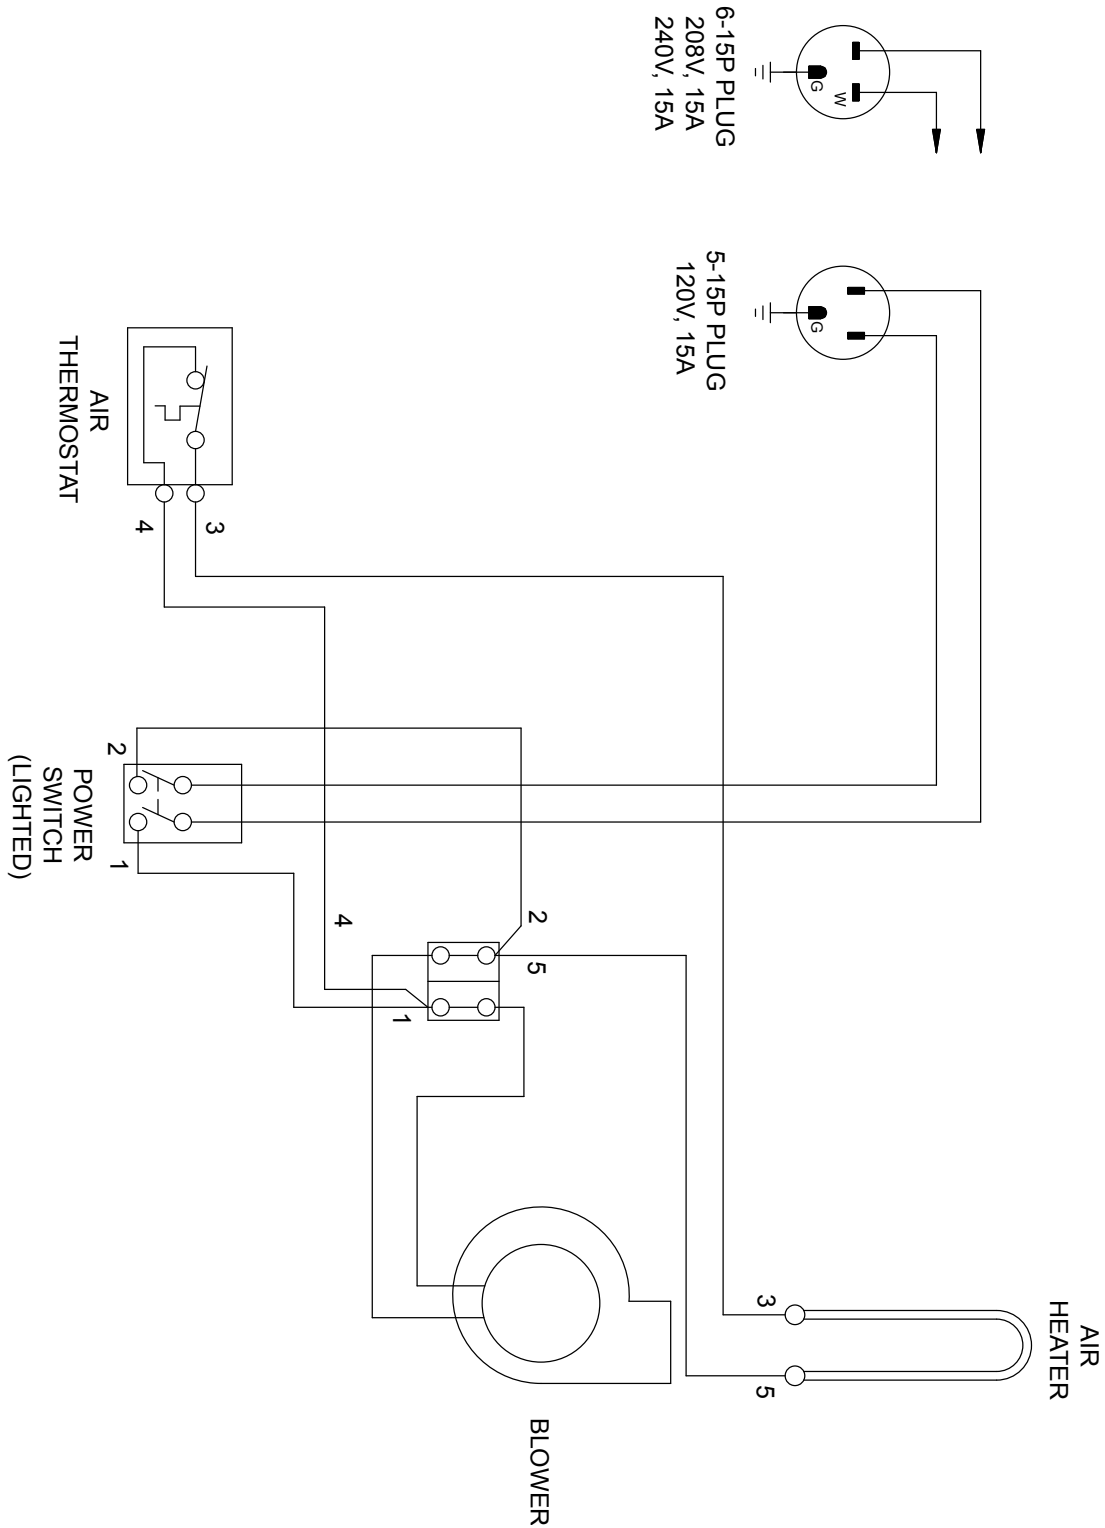 6-15P PLUG
208V, 15A
240V, 15A
G
W
5-15P PLUG
120V, 15A
G
AIR
THERMOSTAT
4
3
2
1
POWER
SWITCH
(LIGHTED)
4
2
5
1
BLOWER
3
5
AIR
HEATER